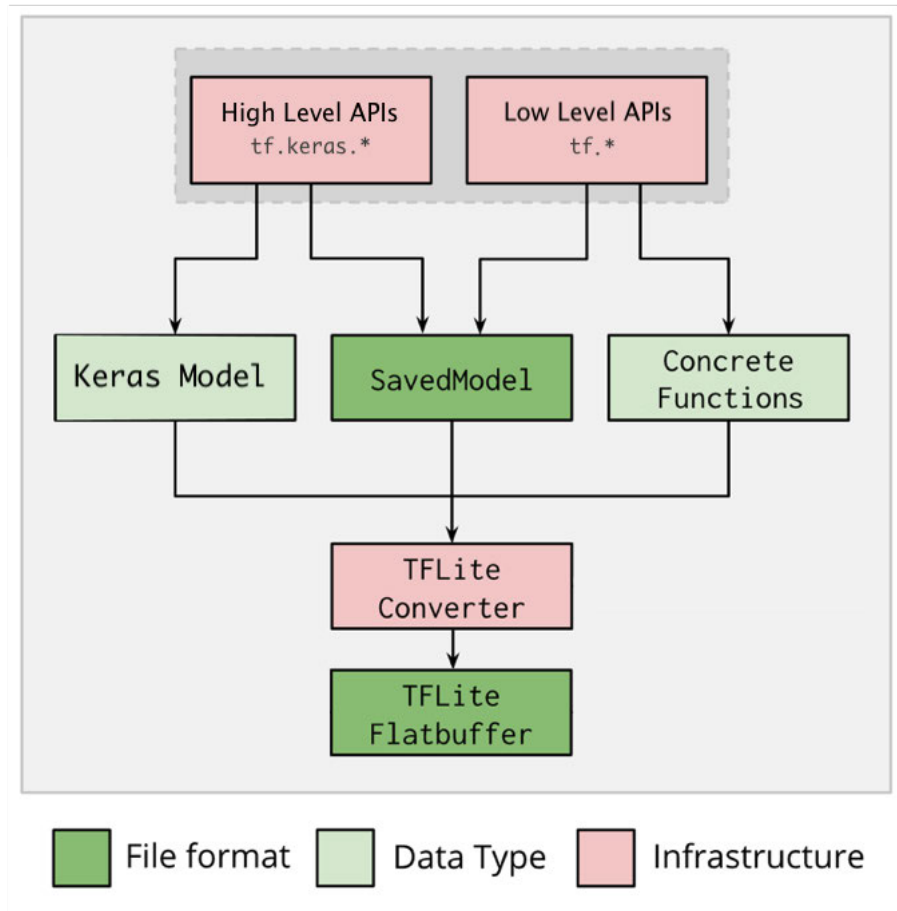 High Level APIs
tf.keras.*
Low Level APIs
tf.*
Keras Model
SavedModel
Concrete
Functions
TFLite
Converter
TFLite
Flatbuffer
File format
Data Type
Infrastructure